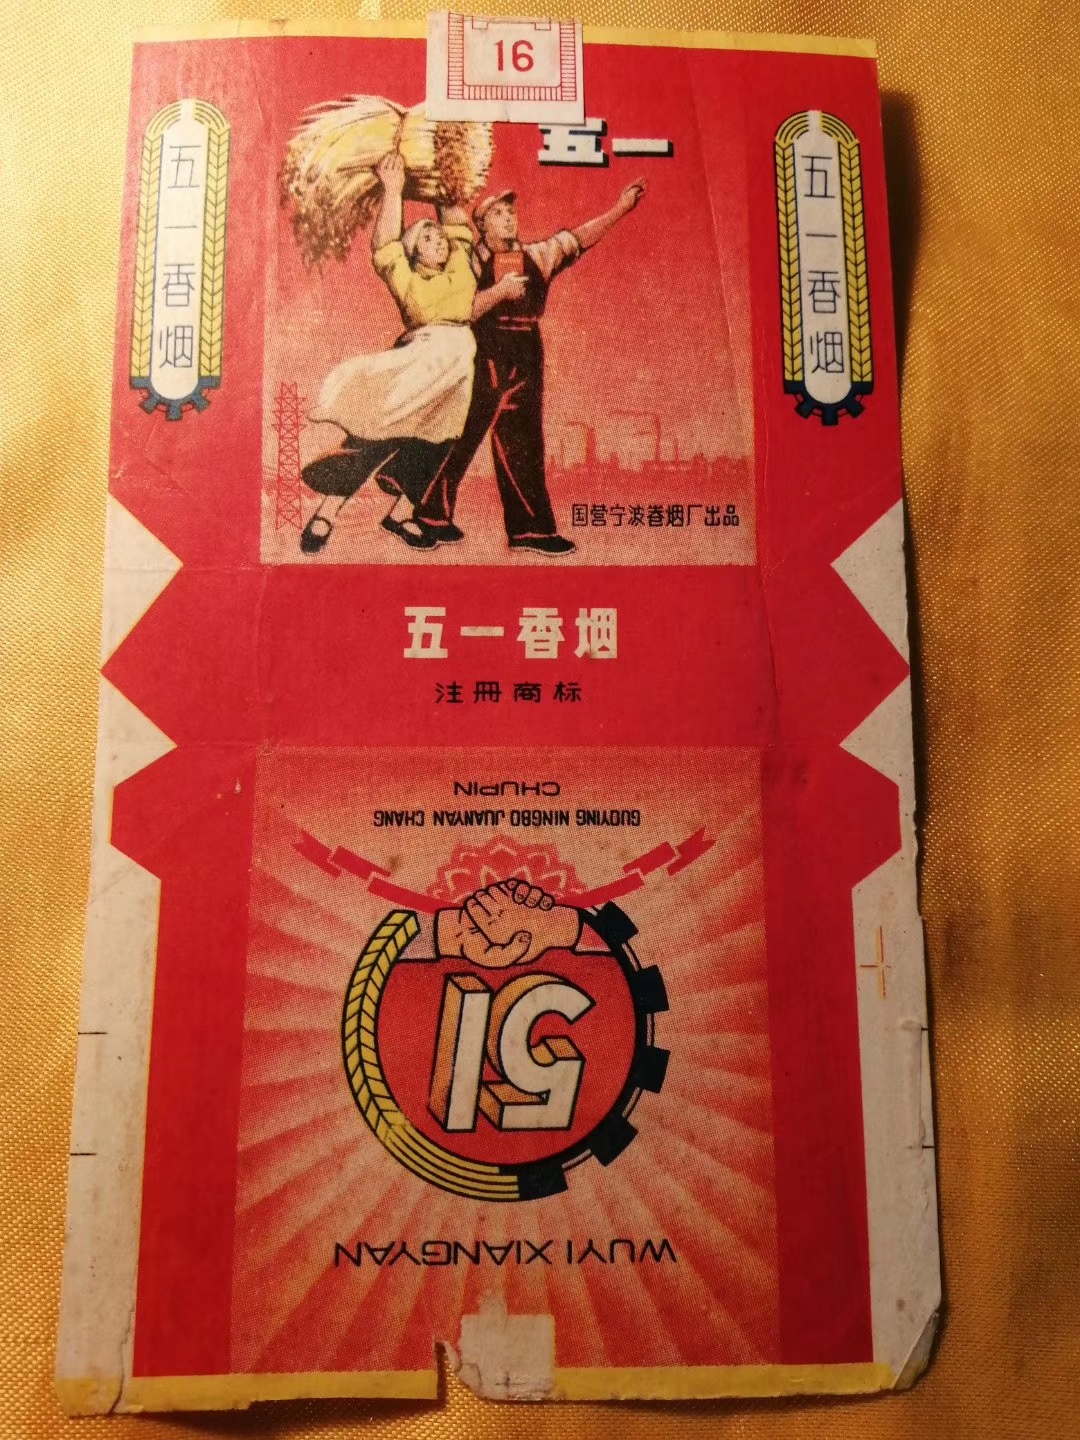 16
五一
五一香烟
五一香烟
国营宁波卷烟厂出品
五一香烟
注册商标
WUYI XIANGYAN
51
GUOYING NINGBO JUANYAN CHANG
CHUPIN